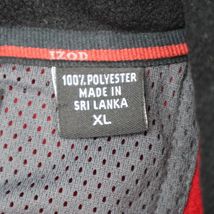 IZOD
100% POLYESTER
MADE IN
SRI LANKA
XL